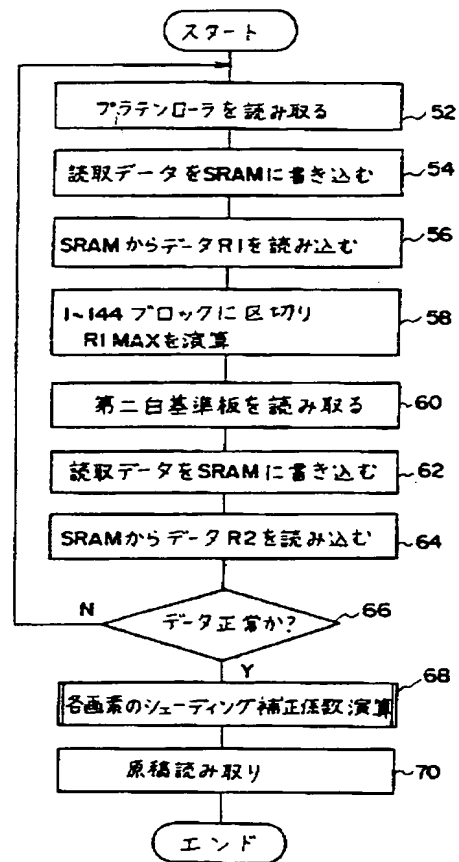 スタート
プラテンローラを読み取る
52
読取データをSRAMに書き込む
54
SRAMからデータR1を読み込む
56
1~144ブロックに区切り
R1MAXを演算
58
第二白基準板を読み取る
60
読取データをSRAMに書き込む
62
SRAMからデータR2を読み込む
64
N
データ正常か?
66
Y
68
各画素のシェーディング補正係数演算
原稿読み取り
70
エンド